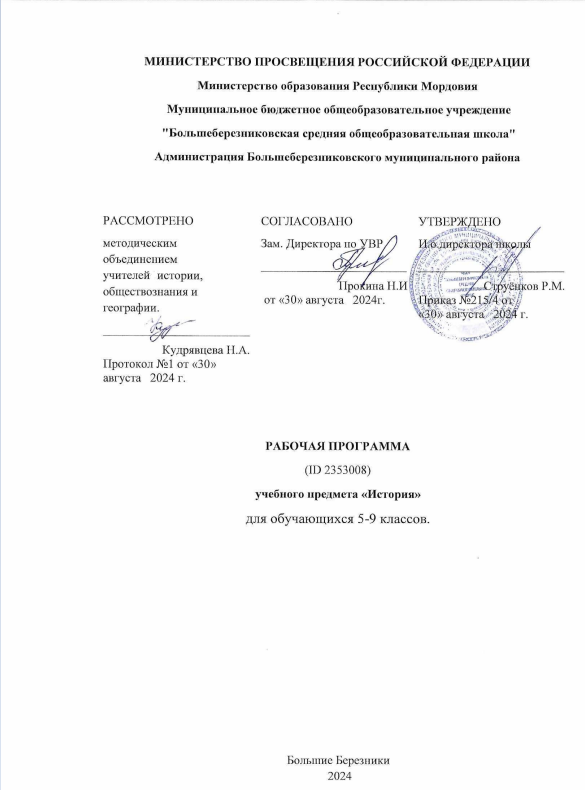 МИНИСТЕРСТВО ПРОСВЕЩЕНИЯ РОССИЙСКОЙ ФЕДЕРАЦИИ
Министерство образования Республики Мордовия
Муниципальное бюджетное общеобразовательное учреждение
"Большеберезниковская средняя общеобразовательная школа"
Администрация Большеберезниковского муниципального района
РАССМОТРЕНО
методическим
объединением
учителей истории,
обществознания и
географии.
Кудрявцева Н.А.
Протокол №1 от «30»
августа 2024 г.
СОГЛАСОВАНО
Зам. Директора по УВР
Прокина Н.И
от «30» августа 2024г.
УТВЕРЖДЕНО
И.о директора школы
Струёнков Р.М.
Приказ №215/4 от
«30» августа 2024 г.
РАБОЧАЯ ПРОГРАММА
(ID 2353008)
учебного предмета «История»
для обучающихся 5-9 классов.
Большие Березники
2024